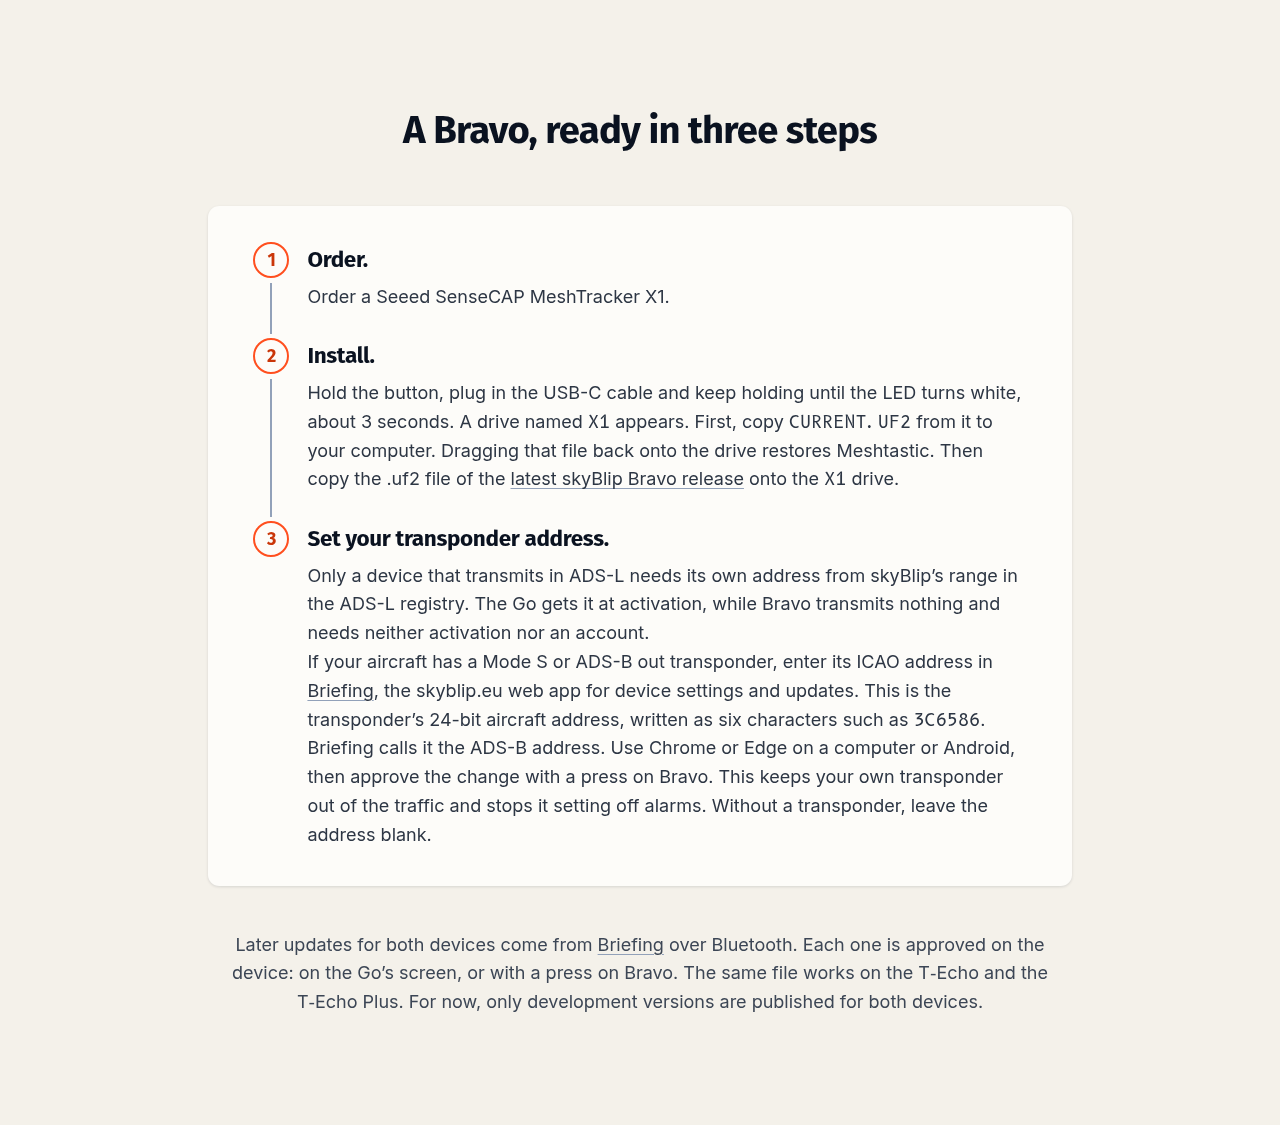 A Bravo, ready in three steps
1
Order.
Order a Seeed SenseCAP MeshTracker X1.
2
Install.
Hold the button, plug in the USB-C cable and keep holding until the LED turns white,
about 3 seconds. A drive named X1 appears. First, copy CURRENT.UF2 from it to
your computer. Dragging that file back onto the drive restores Meshtastic. Then
copy the .uf2 file of the latest skyBlip Bravo release onto the X1 drive.
3
Set your transponder address.
Only a device that transmits in ADS-L needs its own address from skyBlip’s range in
the ADS-L registry. The Go gets it at activation, while Bravo transmits nothing and
needs neither activation nor an account.
If your aircraft has a Mode S or ADS-B out transponder, enter its ICAO address in
Briefing, the skyblip.eu web app for device settings and updates. This is the
transponder’s 24-bit aircraft address, written as six characters such as 3C6586.
Briefing calls it the ADS-B address. Use Chrome or Edge on a computer or Android,
then approve the change with a press on Bravo. This keeps your own transponder
out of the traffic and stops it setting off alarms. Without a transponder, leave the
address blank.
Later updates for both devices come from Briefing over Bluetooth. Each one is approved on the
device: on the Go’s screen, or with a press on Bravo. The same file works on the T-Echo and the
T-Echo Plus. For now, only development versions are published for both devices.